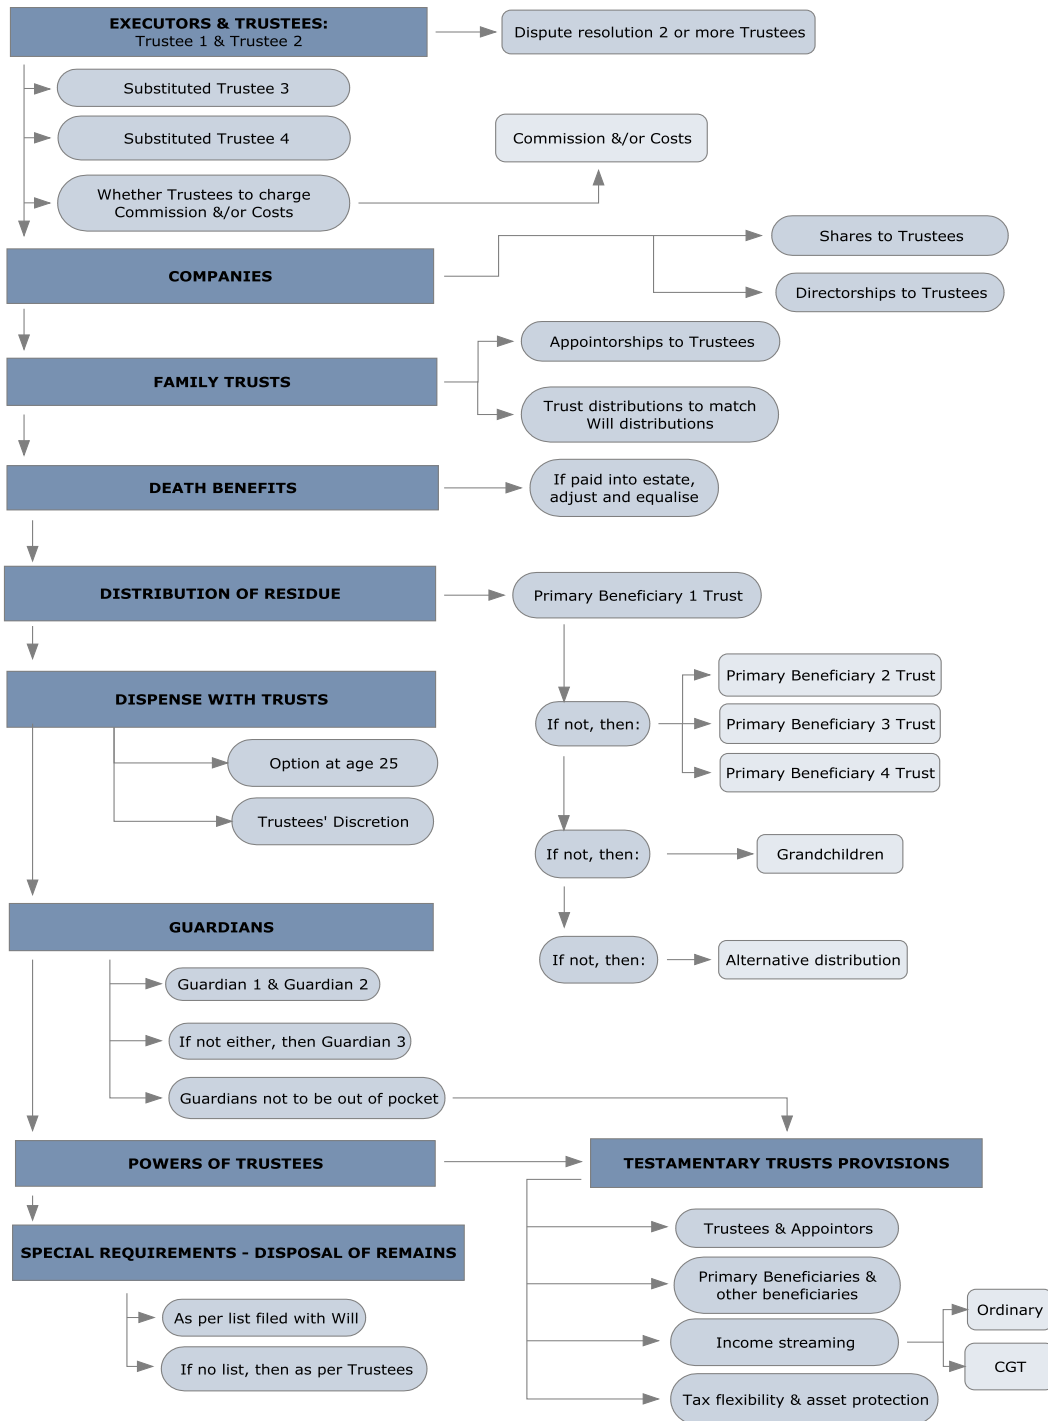 EXECUTORS & TRUSTEES:
Trustee 1 & Trustee 2
Dispute resolution 2 or more Trustees
Substituted Trustee 3
Substituted Trustee 4
Commission &/or Costs
Whether Trustees to charge
Commission &/or Costs
Shares to Trustees
COMPANIES
Directorships to Trustees
Appointorships to Trustees
FAMILY TRUSTS
Trust distributions to match
Will distributions
DEATH BENEFITS
If paid into estate,
adjust and equalise
DISTRIBUTION OF RESIDUE
Primary Beneficiary 1 Trust
Primary Beneficiary 2 Trust
DISPENSE WITH TRUSTS
If not, then:
Primary Beneficiary 3 Trust
Option at age 25
Primary Beneficiary 4 Trust
Trustees' Discretion
If not, then:
Grandchildren
GUARDIANS
If not, then:
Alternative distribution
Guardian 1 & Guardian 2
If not either, then Guardian 3
Guardians not to be out of pocket
POWERS OF TRUSTEES
TESTAMENTARY TRUSTS PROVISIONS
Trustees & Appointors
SPECIAL REQUIREMENTS - DISPOSAL OF REMAINS
Primary Beneficiaries &
other beneficiaries
As per list filed with Will
Ordinary
Income streaming
If no list, then as per Trustees
CGT
Tax flexibility & asset protection